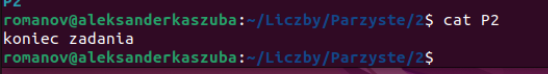 P2
romanov@aleksanderkaszuba:~/Liczby/Parzyste/2$ cat P2
koniec zadania
romanov@aleksanderkaszuba:~/Liczby/Parzyste/2$